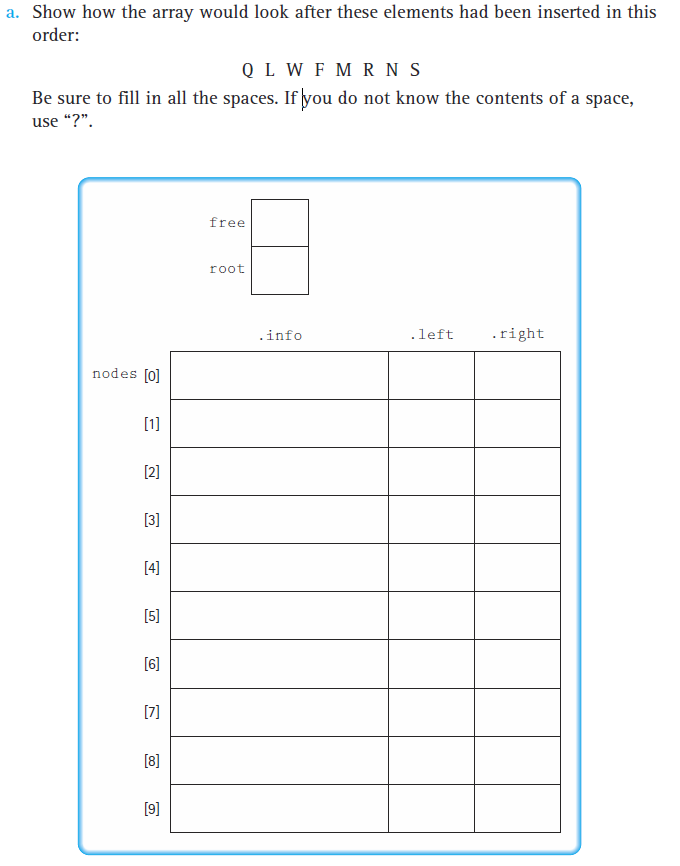 a. Show how the array would look after these elements had been inserted in this
order:
Q L W F M R N S
Be sure to fill in all the spaces. If you do not know the contents of a space,
use “?”.
free
root
.info .left .right
nodes [0]
[1]
[2]
[3]
[4]
[5]
[6]
[7]
[8]
[9]